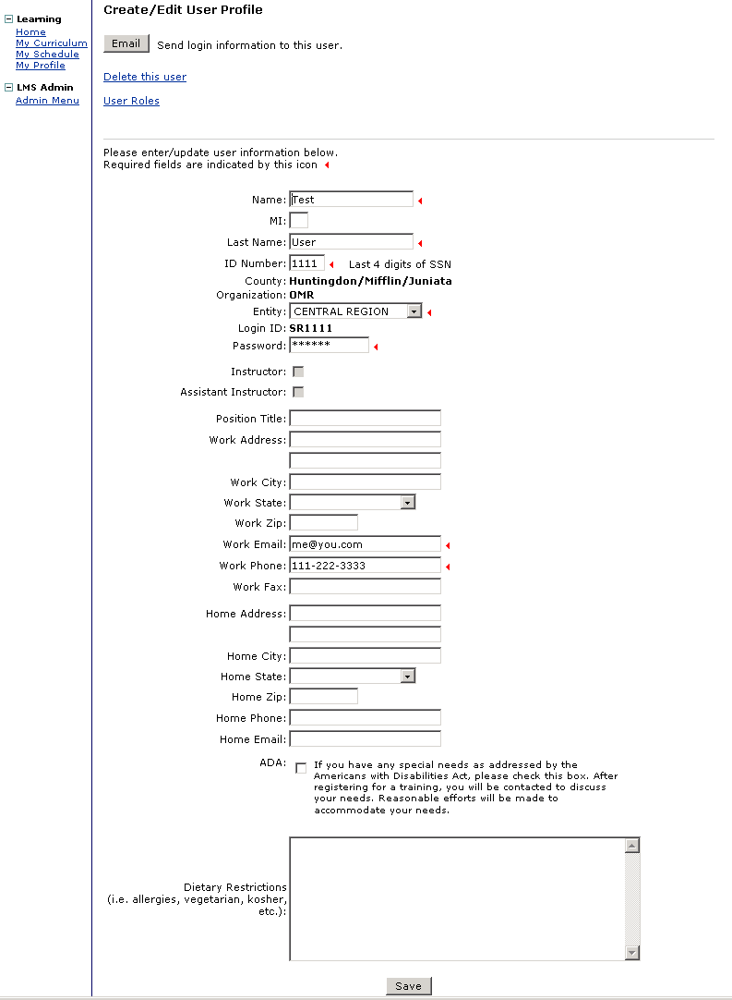 Learning
Home
My Curriculum
My Schedule
My Profile
LMS Admin
Admin Menu
Create/Edit User Profile
Email Send login information to this user.
Delete this user
User Roles
Please enter/update user information below.
Required fields are indicated by this icon
Name: Test
MI:
Last Name: User
ID Number: 1111 Last 4 digits of SSN
County: Huntingdon/Mifflin/Juniata
Organization: OMR
Entity: CENTRAL REGION
Login ID: SR1111
Password: ******
Instructor:
Assistant Instructor:
Position Title:
Work Address:
Work City:
Work State:
Work Zip:
Work Email: me@you.com
Work Phone: 111-222-3333
Work Fax:
Home Address:
Home City:
Home State:
Home Zip:
Home Phone:
Home Email:
ADA: If you have any special needs as addressed by the
Americans with Disabilities Act, please check this box. After
registering for a training, you will be contacted to discuss
your needs. Reasonable efforts will be made to
accommodate your needs.
Dietary Restrictions
(i.e. allergies, vegetarian, kosher,
etc.):
Save